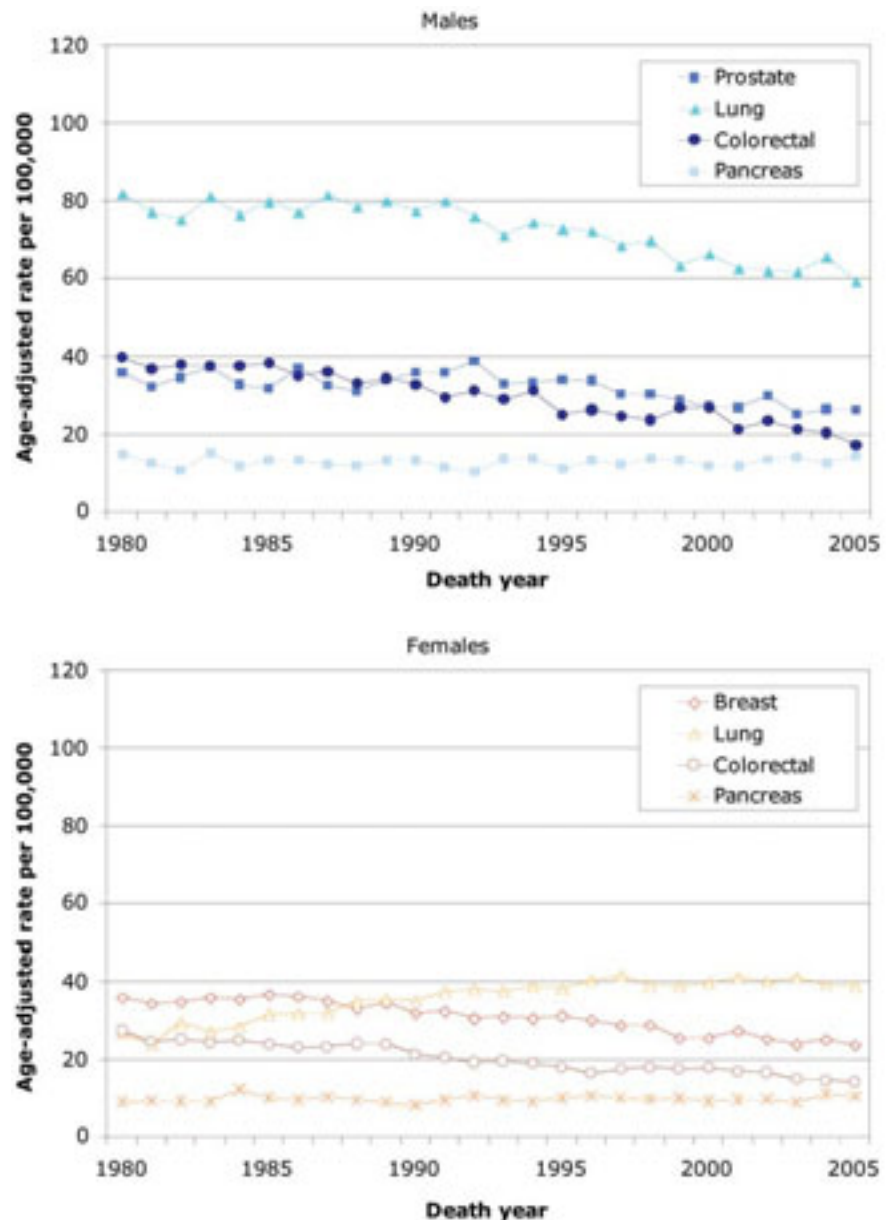 Males
120
100
80
60
40
20
0
Age-adjusted rate per 100,000
Prostate
Lung
Colorectal
Pancreas
1980 1985 1990 1995 2000 2005
Death year
Females
120
100
80
60
40
20
0
Age-adjusted rate per 100,000
Breast
Lung
Colorectal
Pancreas
1980 1985 1990 1995 2000 2005
Death year